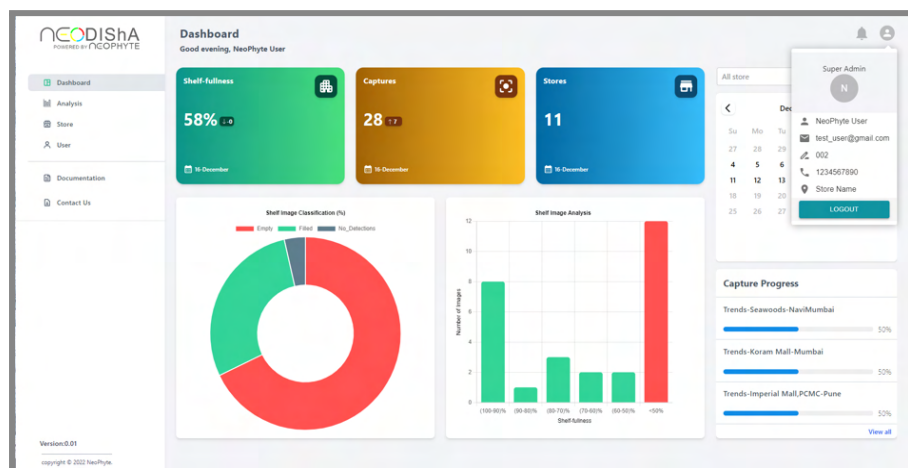 NEODISHA
POWERED BY NEOPHYTE
Dashboard
Analysis
Store
User
Documentation
Contact Us
Version:0.01
copyright © 2022 NeoPhyte.
Dashboard
Good evening, NeoPhyte User
Shelf-fullness
58%
16-December
Captures
28 ↑7
16-December
Stores
11
16-December
Shelf Image Classification (%)
Empty Filled No_Detections
Shelf Image Analysis
Number of Images
12
10
8
6
4
2
0
(100-90)% (90-80)% (80-70)% (70-60)% (60-50)% <50%
Shelf-fullness
All store
Dec
Su Mo Tu
27 28 29
4 5 6
11 12 13
18 19 20
25 26 27
Super Admin
N
NeoPhyte User
test_user@gmail.com
002
1234567890
Store Name
LOGOUT
Capture Progress
Trends-Seawoods-NaviMumbai
50%
Trends-Koram Mall-Mumbai
50%
Trends-Imperial Mall,PCMC-Pune
50%
View all